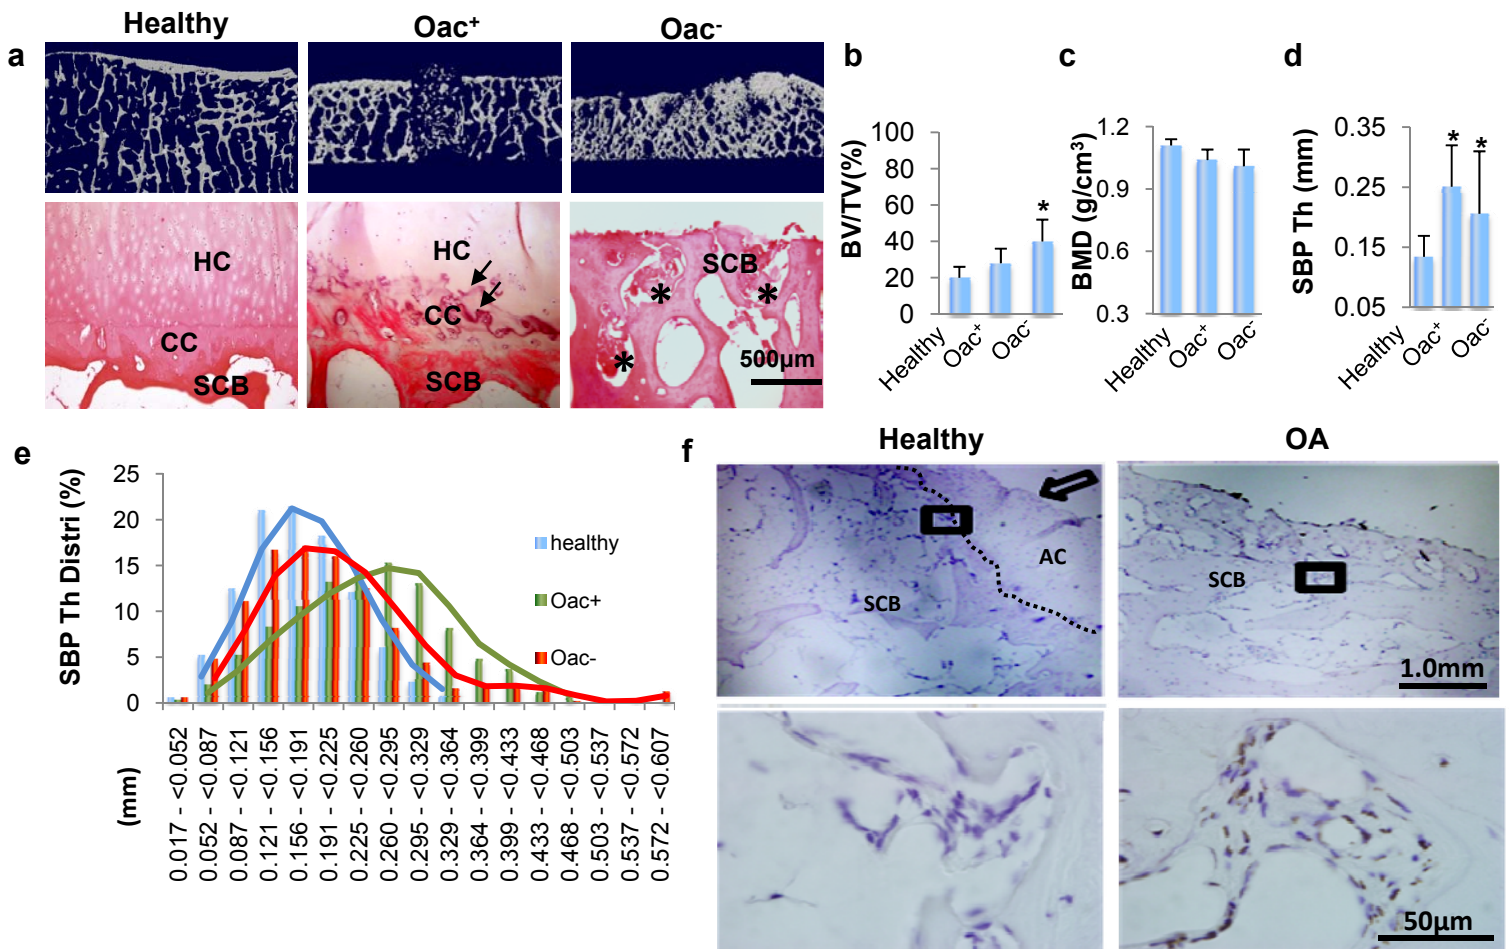 Healthy
Oac⁺
Oac⁻
a
HC
CC
SCB
HC
CC
SCB
SCB
*
*
*
500µm
b
BV/TV(%)
100
80
60
40
20
0
*
Healthy
Oac⁺
Oac⁻
c
BMD (g/cm³)
1.2
0.9
0.6
0.3
Healthy
Oac⁺
Oac⁻
d
SBP Th (mm)
0.35
0.25
0.15
0.05
*
*
Healthy
Oac⁺
Oac⁻
e
SBP Th Distri (%)
25
20
15
10
5
0
healthy
Oac+
Oac-
(mm)
0.017 - <0.052
0.052 - <0.087
0.087 - <0.121
0.121 - <0.156
0.156 - <0.191
0.191 - <0.225
0.225 - <0.260
0.260 - <0.295
0.295 - <0.329
0.329 - <0.364
0.364 - <0.399
0.399 - <0.433
0.433 - <0.468
0.468 - <0.503
0.503 - <0.537
0.537 - <0.572
0.572 - <0.607
f
Healthy
OA
SCB
AC
SCB
1.0mm
50µm